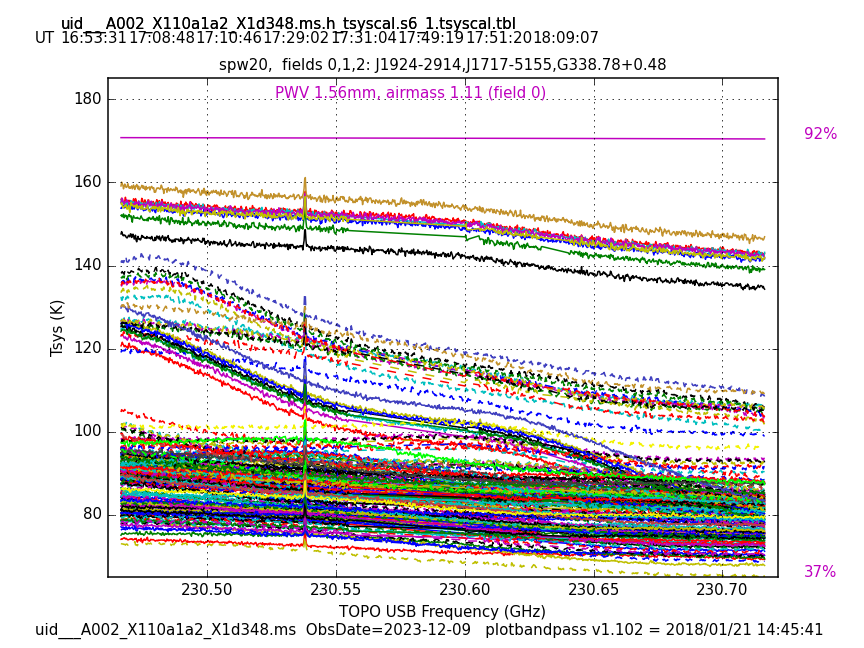 uid___A002_X110a1a2_X1d348.ms.h_tsyscal.s6_1.tsyscal.tbl
UT 16:53:31 17:08:48 17:10:46 17:29:02 17:31:04 17:49:19 17:51:20 18:09:07
spw20,  fields 0,1,2: J1924-2914,J1717-5155,G338.78+0.48
PWV 1.56mm, airmass 1.11 (field 0)
180
92%
160
140
Tsys (K)
120
100
80
37%
230.50 230.55 230.60 230.65 230.70
TOPO USB Frequency (GHz)
uid___A002_X110a1a2_X1d348.ms  ObsDate=2023-12-09   plotbandpass v1.102 = 2018/01/21 14:45:41